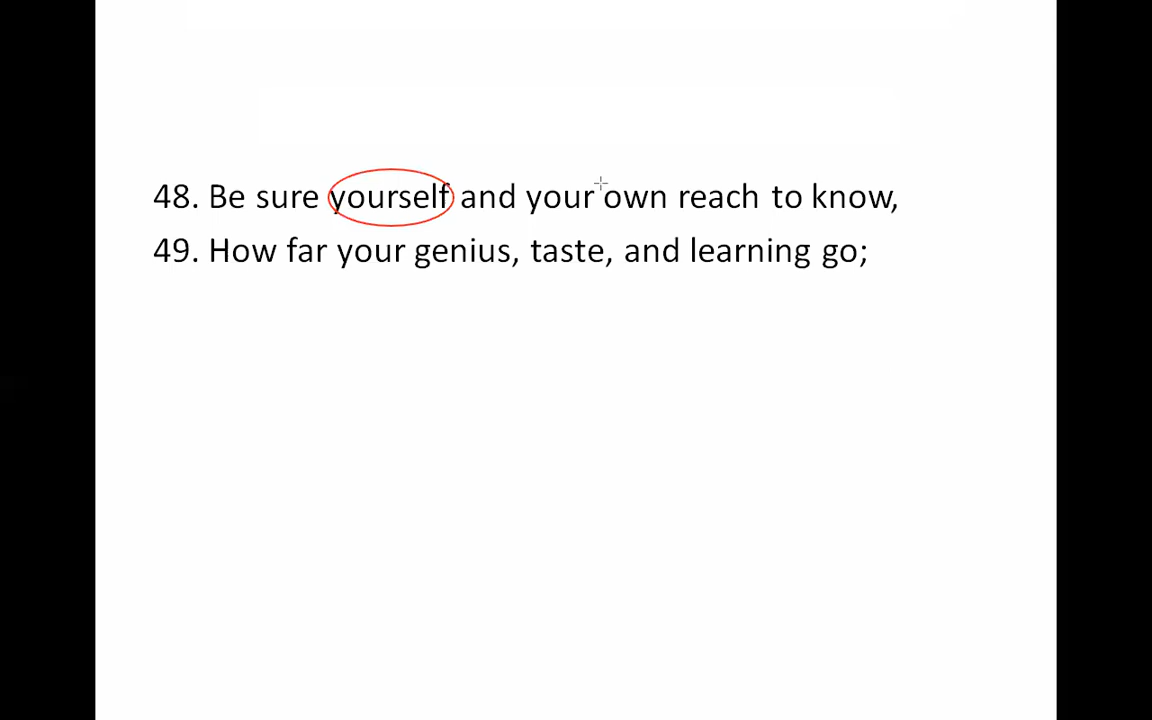 48. Be sure yourself and your own reach to know,
49. How far your genius, taste, and learning go;